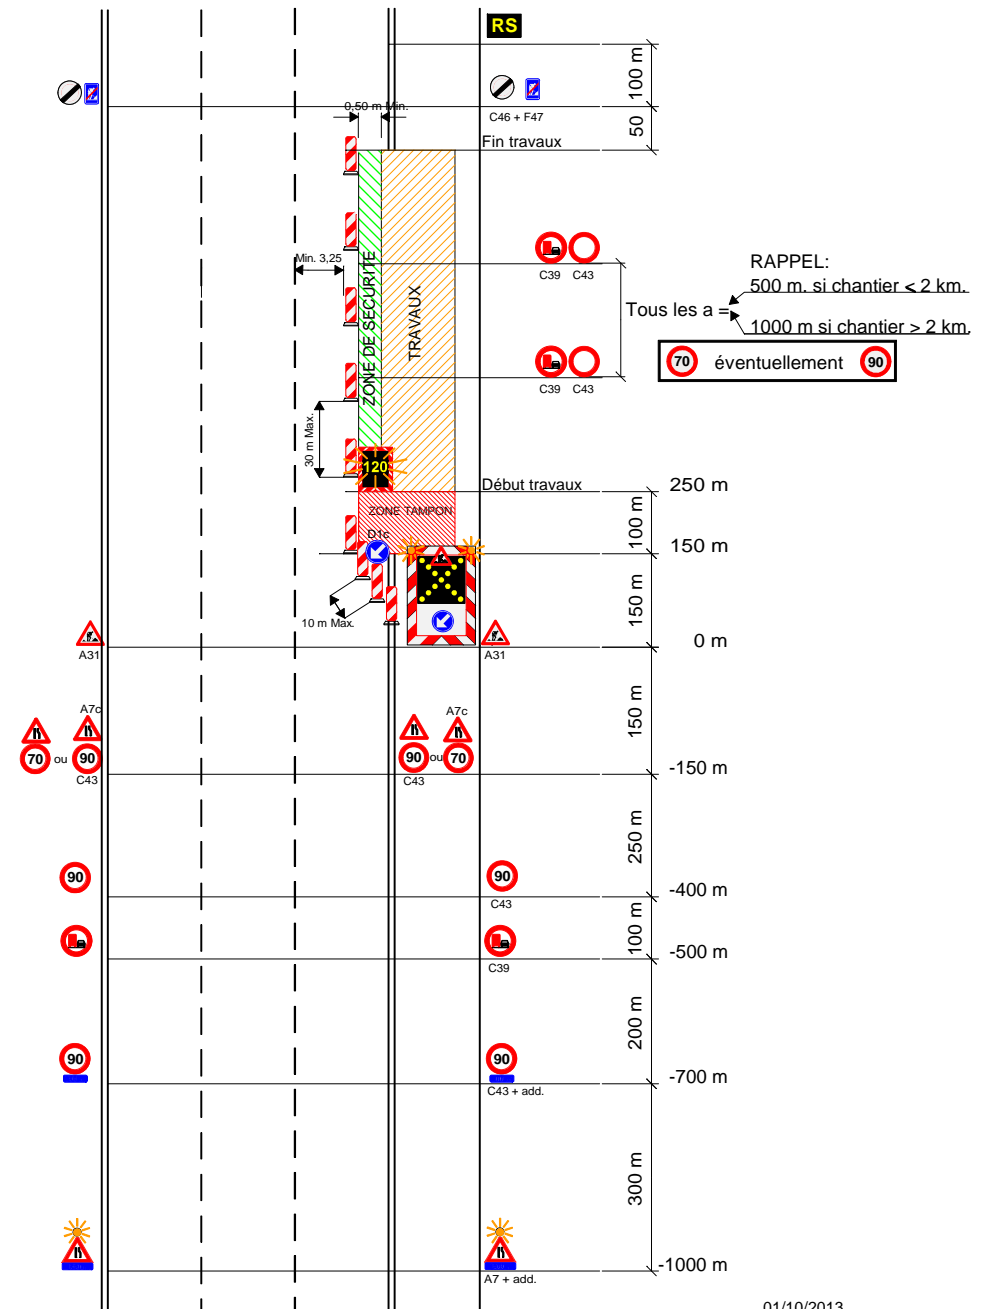 RS
100 m
C46 + F47
0,50 m Min.
50
Fin travaux
Min. 3,25
C39 C43
RAPPEL:
500 m. si chantier < 2 km.
Tous les a =
1000 m si chantier > 2 km.
70 éventuellement 90
C39 C43
ZONE DE SECURITE
TRAVAUX
30 m Max.
120
Début travaux
250 m
ZONE TAMPON
100 m
D1c
150 m
150 m
10 m Max.
0 m
A31
A31
150 m
A7c
A7c
70 ou 90
90 ou 70
C43
C43
-150 m
250 m
90
90
C43
-400 m
100 m
C39
-500 m
200 m
90
90
C43 + add.
-700 m
300 m
A7 + add.
-1000 m
01/10/2013